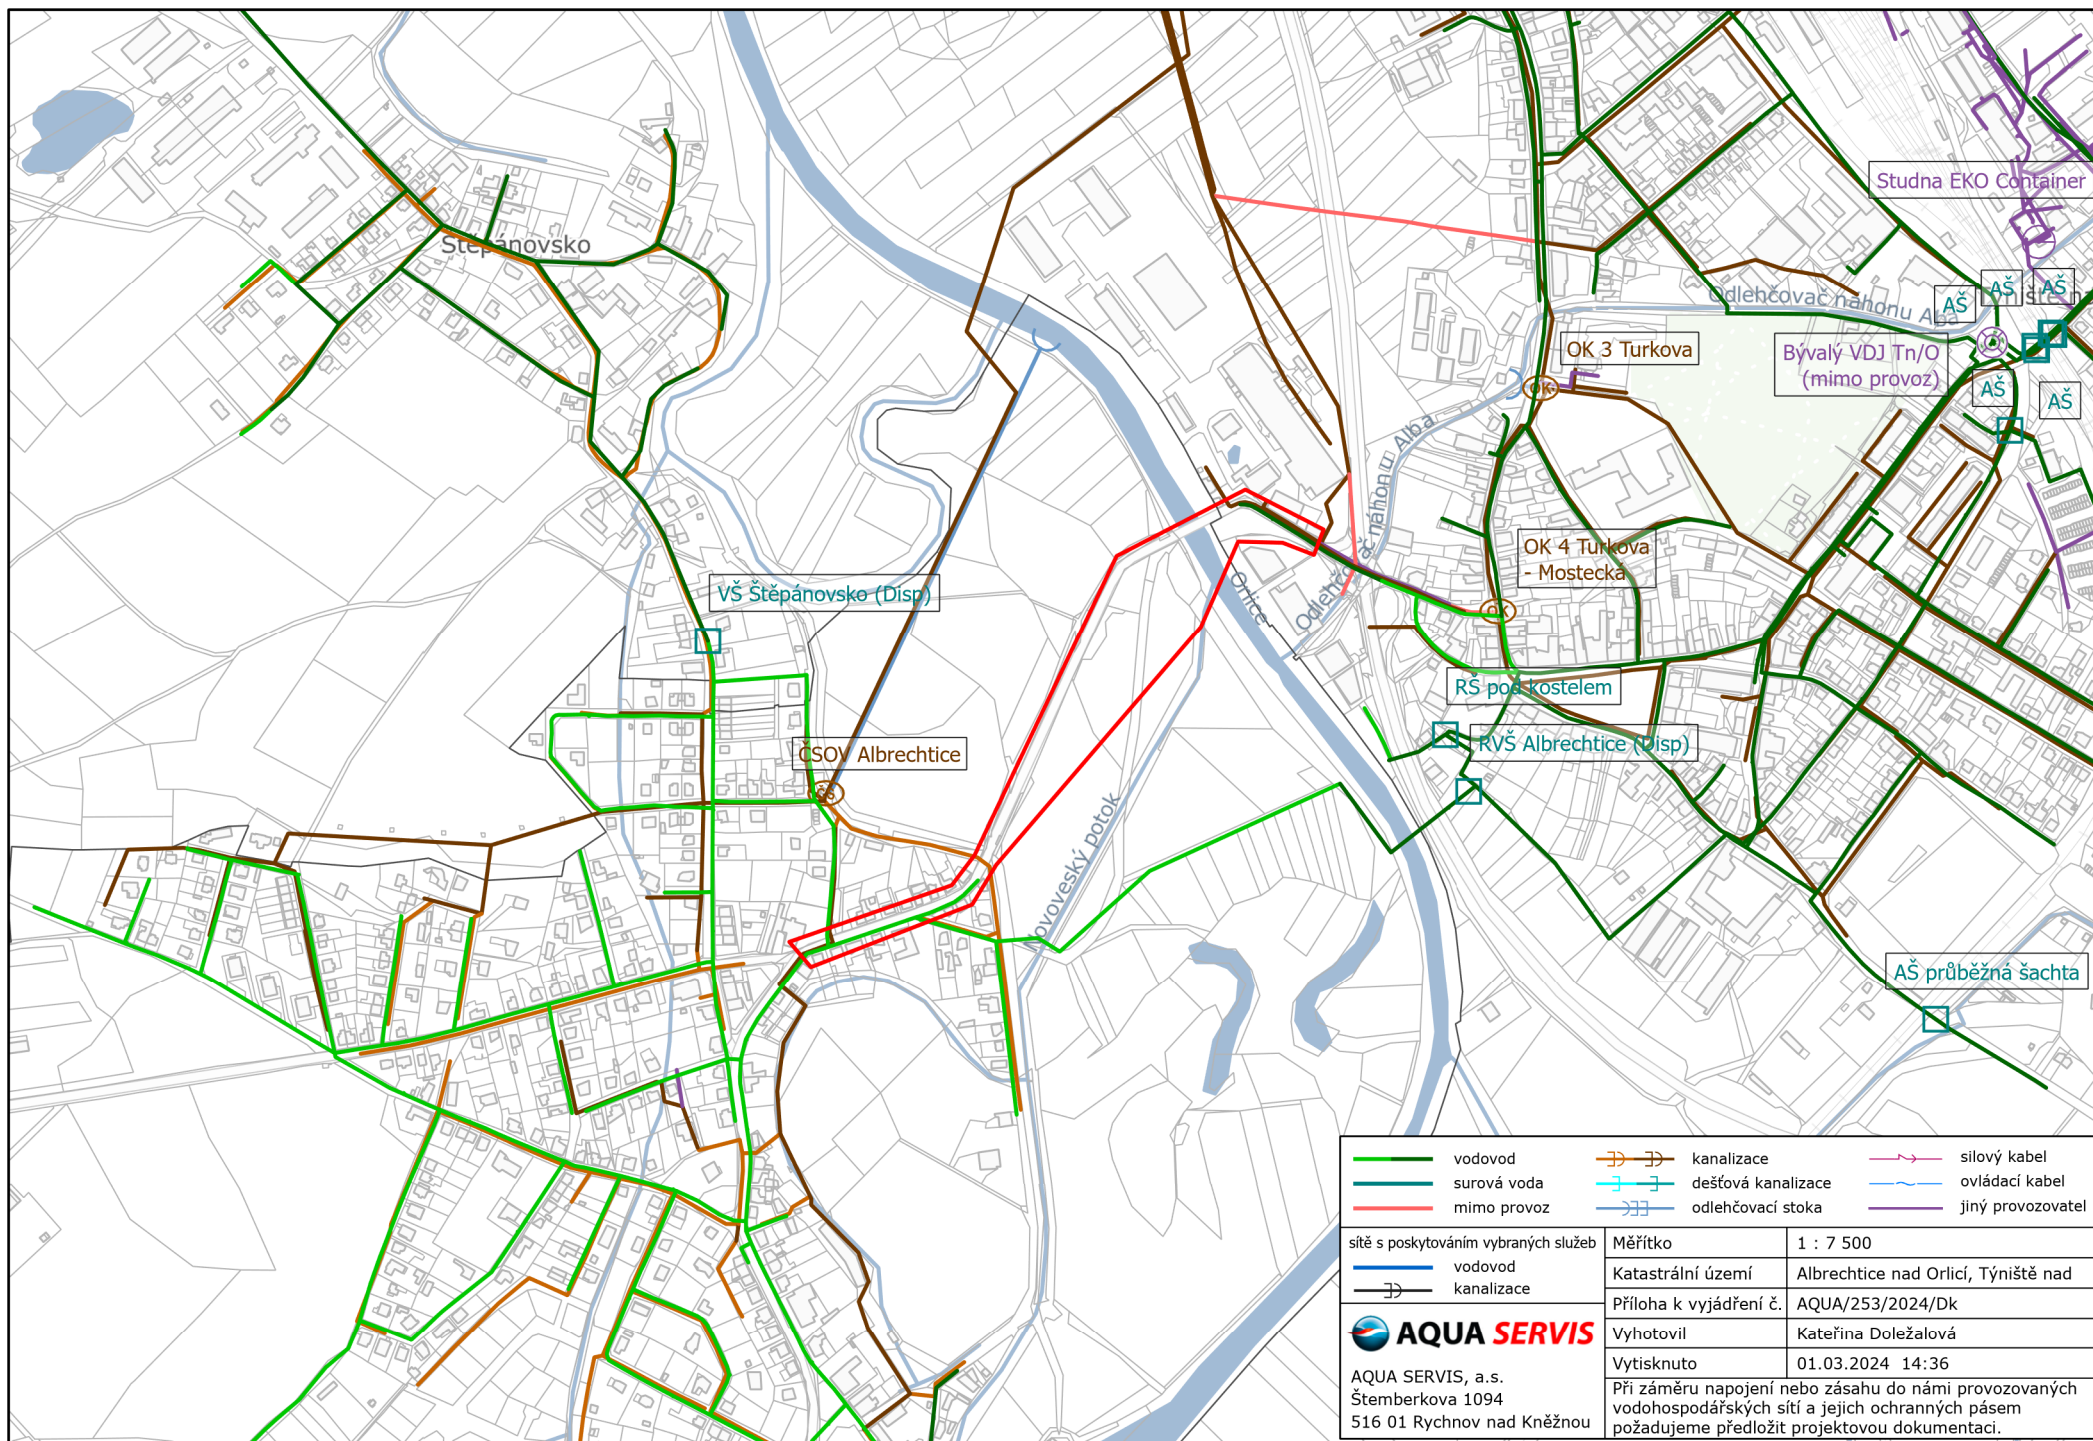 Studna EKO Container
Štěpánovsko
AŠ
AŠ
AŠ
Odlehčovač náhonu Alba
OK 3 Turkova
Bývalý VDJ Tn/O
(mimo provoz)
AŠ
AŠ
OK
Odlehčovač náhonu Alba
OK 4 Turkova
- Mostecká
VŠ Štěpánovsko (Disp)
Orlice
OK
RŠ pod kostelem
RVŠ Albrechtice (Disp)
ČSOV Albrechtice
ČS
Novoveský potok
AŠ průběžná šachta
vodovod
surová voda
mimo provoz
kanalizace
dešťová kanalizace
odlehčovací stoka
silový kabel
ovládací kabel
jiný provozovatel
sítě s poskytováním vybraných služeb
vodovod
kanalizace
AQUA SERVIS
AQUA SERVIS, a.s.
Štemberkova 1094
516 01 Rychnov nad Kněžnou
Měřítko 1 : 7 500
Katastrální území Albrechtice nad Orlicí, Týniště nad
Příloha k vyjádření č. AQUA/253/2024/Dk
Vyhotovil Kateřina Doležalová
Vytisknuto 01.03.2024 14:36
Při záměru napojení nebo zásahu do námi provozovaných
vodohospodářských sítí a jejich ochranných pásem
požadujeme předložit projektovou dokumentaci.